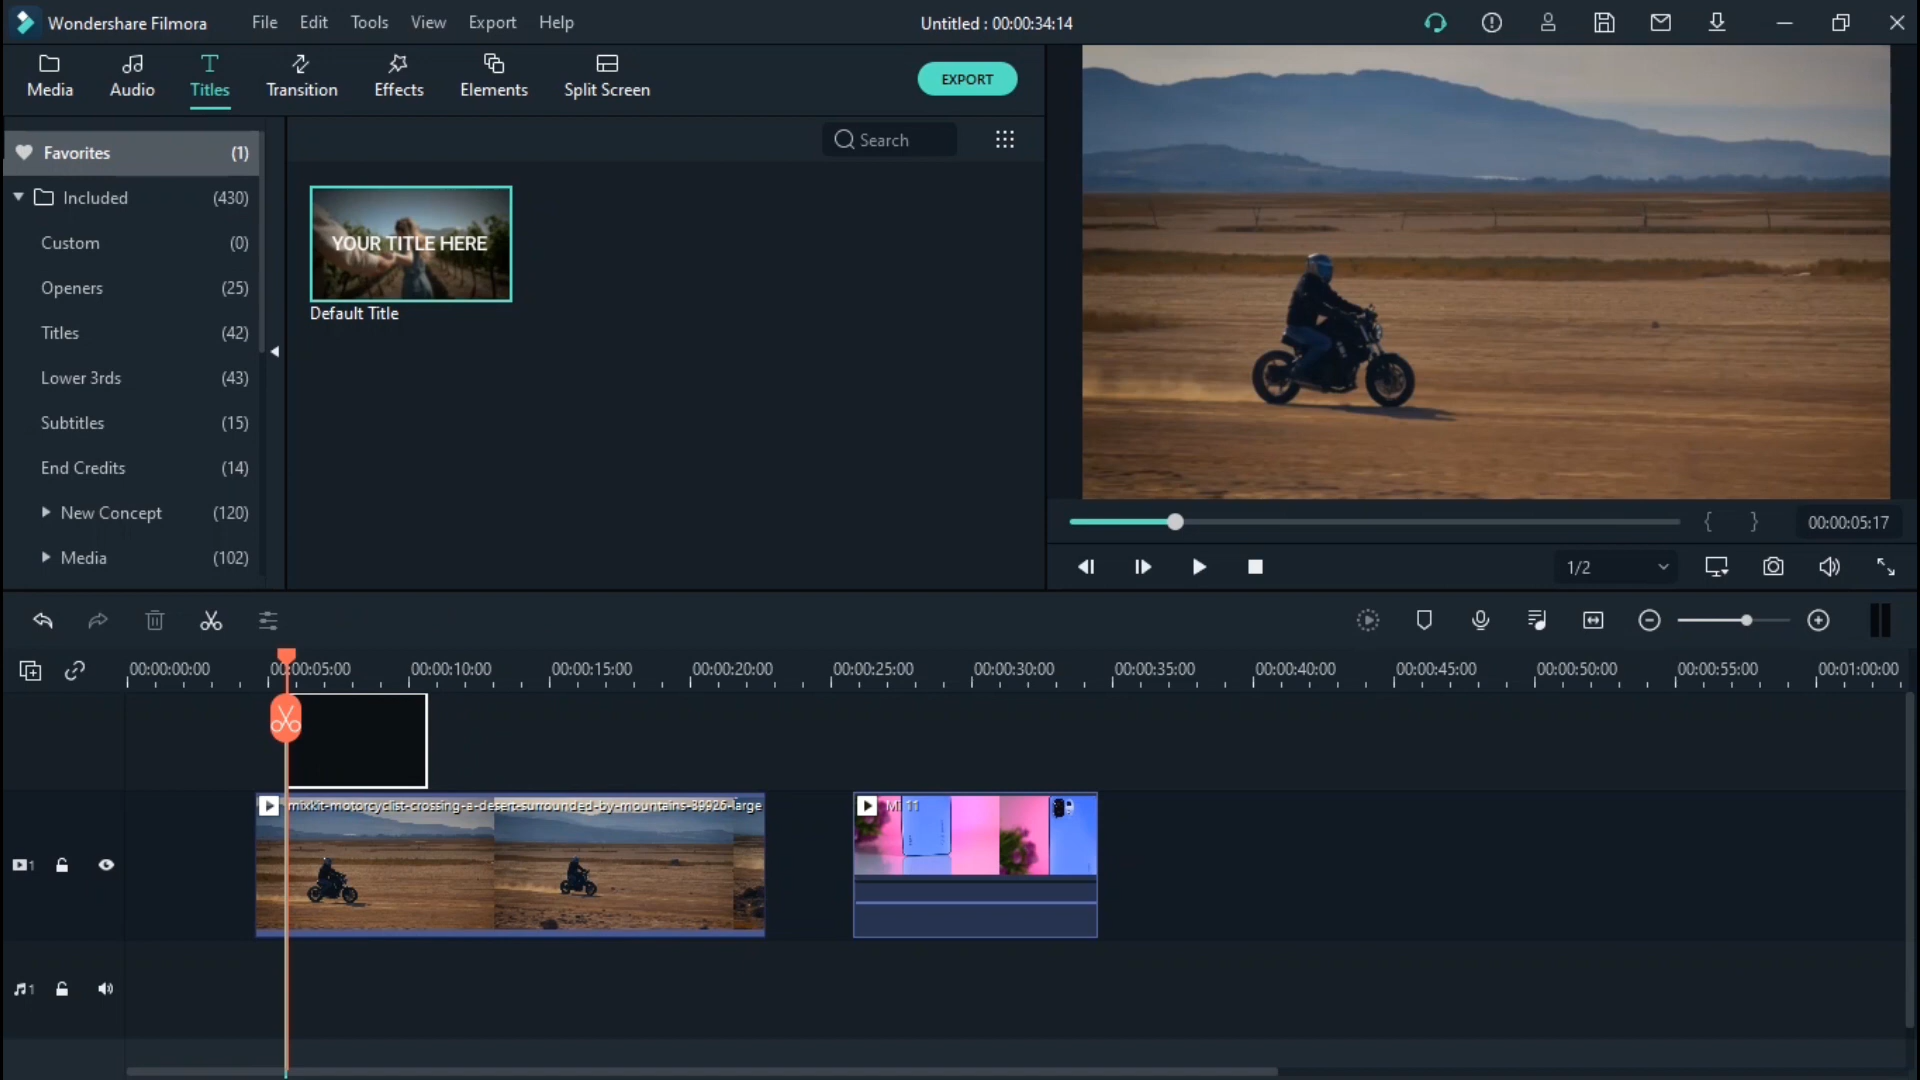 Wondershare Filmora
File Edit Tools View Export Help
Untitled : 00:00:34:14
Media Audio Titles Transition Effects Elements Split Screen
EXPORT
Favorites (1)
Included (430)
Custom (0)
Openers (25)
Titles (42)
Lower 3rds (43)
Subtitles (15)
End Credits (14)
New Concept (120)
Media (102)
Search
YOUR TITLE HERE
Default Title
{ } 00:00:05:17
1/2
00:00:00:00 00:00:05:00 00:00:10:00 00:00:15:00 00:00:20:00 00:00:25:00 00:00:30:00 00:00:35:00 00:00:40:00 00:00:45:00 00:00:50:00 00:00:55:00 00:01:00:00
mixkit-motorcyclist-crossing-a-desert-surrounded-by-mountains-39926-large
MI 11
1
1